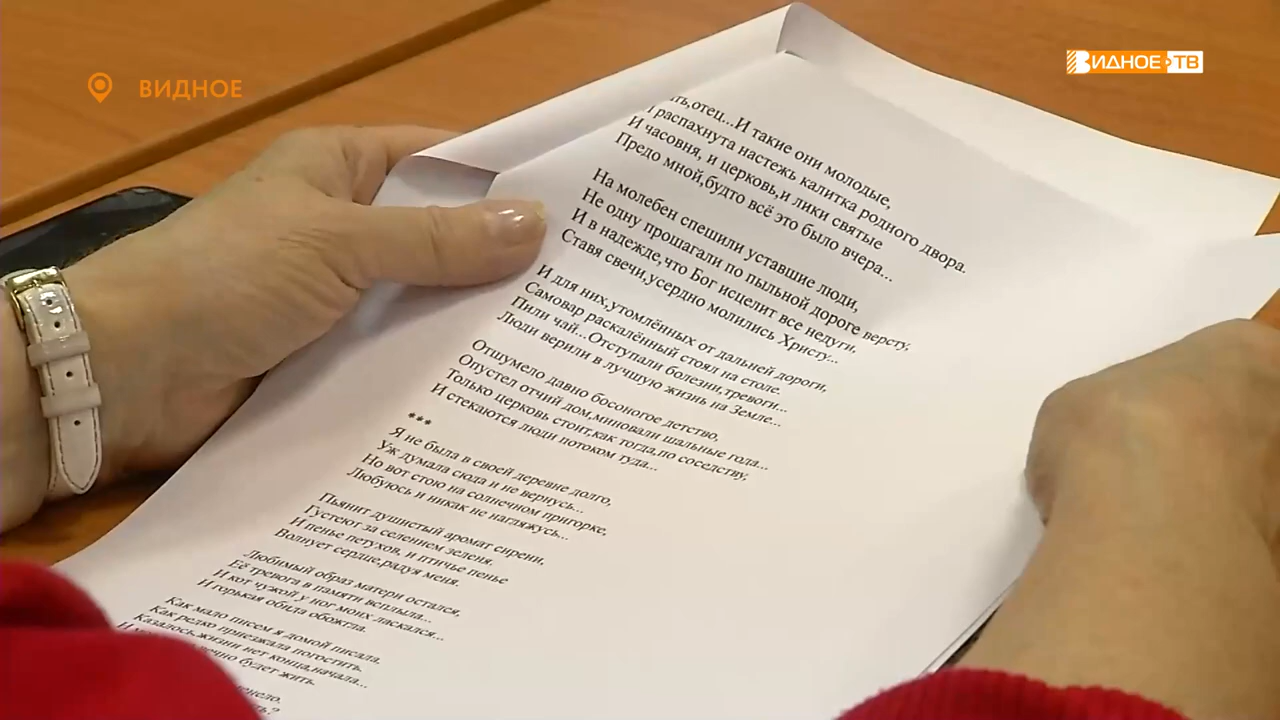 ВИДНОЕ
ВИДНОЕ ТВ
отец...И такие они молодые,
распахнута настежь калитка родного двора.
И часовня, и церковь,и лики святые
Предо мной,будто всё это было вчера...
На молебен спешили уставшие люди,
Не одну прошагали по пыльной дороге версту,
И в надежде,что Бог исцелит все недуги,
Ставя свечи,усердно молились Христу...
И для них,утомлённых от дальней дороги,
Самовар раскалённый стоял на столе.
Пили чай...Отступали болезни,тревоги...
Люди верили в лучшую жизнь на Земле...
Отшумело давно босоногое детство,
Опустел отчий дом,миновали шальные года...
Только церковь стоит,как тогда,по соседству,
И стекаются люди потоком туда...
***
Я не была в своей деревне долго,
Уж думала сюда и не вернусь...
Но вот стою на солнечном пригорке,
Любуюсь и никак не нагляжусь...
Пьянит душистый аромат сирени,
Густеют за селением зеленя.
И пенье петухов, и птичье пенье
Волнует сердце,радуя меня.
Любимый образ матери остался,
Её тревога в памяти всплыла...
И кот чужой у ног моих ласкался...
И горькая обида обожгла.
Как мало писем я домой писала,
Как редко приезжала погостить.
Казалось,жизни нет конца,начала...
вечно будет жить.